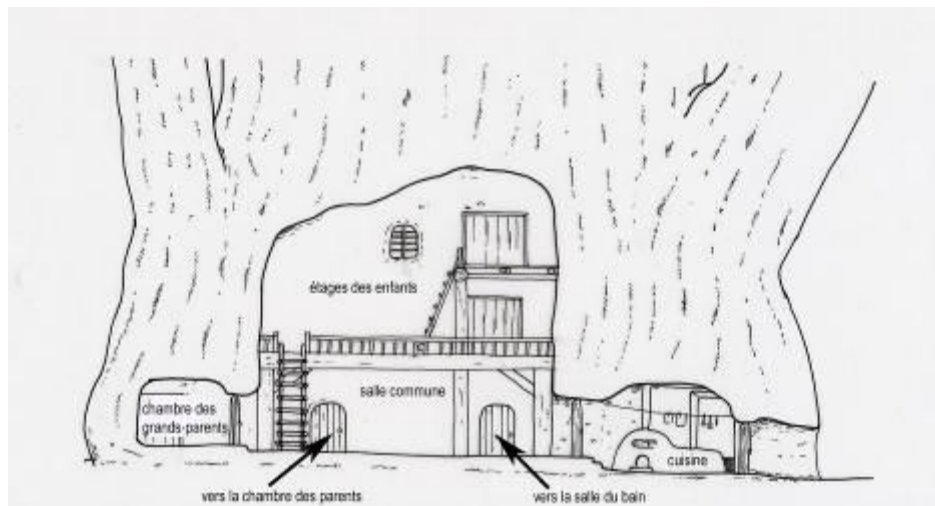 étages des enfants
salle commune
chambre des
grands-parents
cuisine
vers la chambre des parents
vers la salle du bain